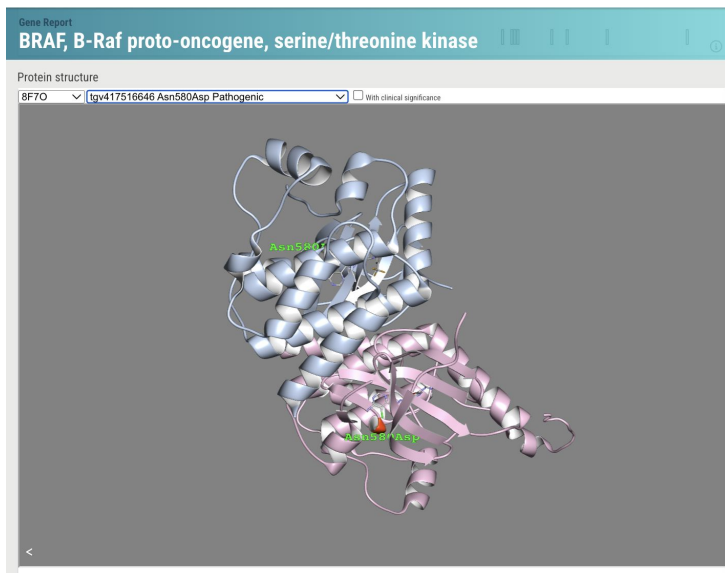 Gene Report
BRAF, B-Raf proto-oncogene, serine/threonine kinase
Protein structure
8F7O
tgv417516646 Asn580Asp Pathogenic
With clinical significance
Asn580
Asn580Asp
<